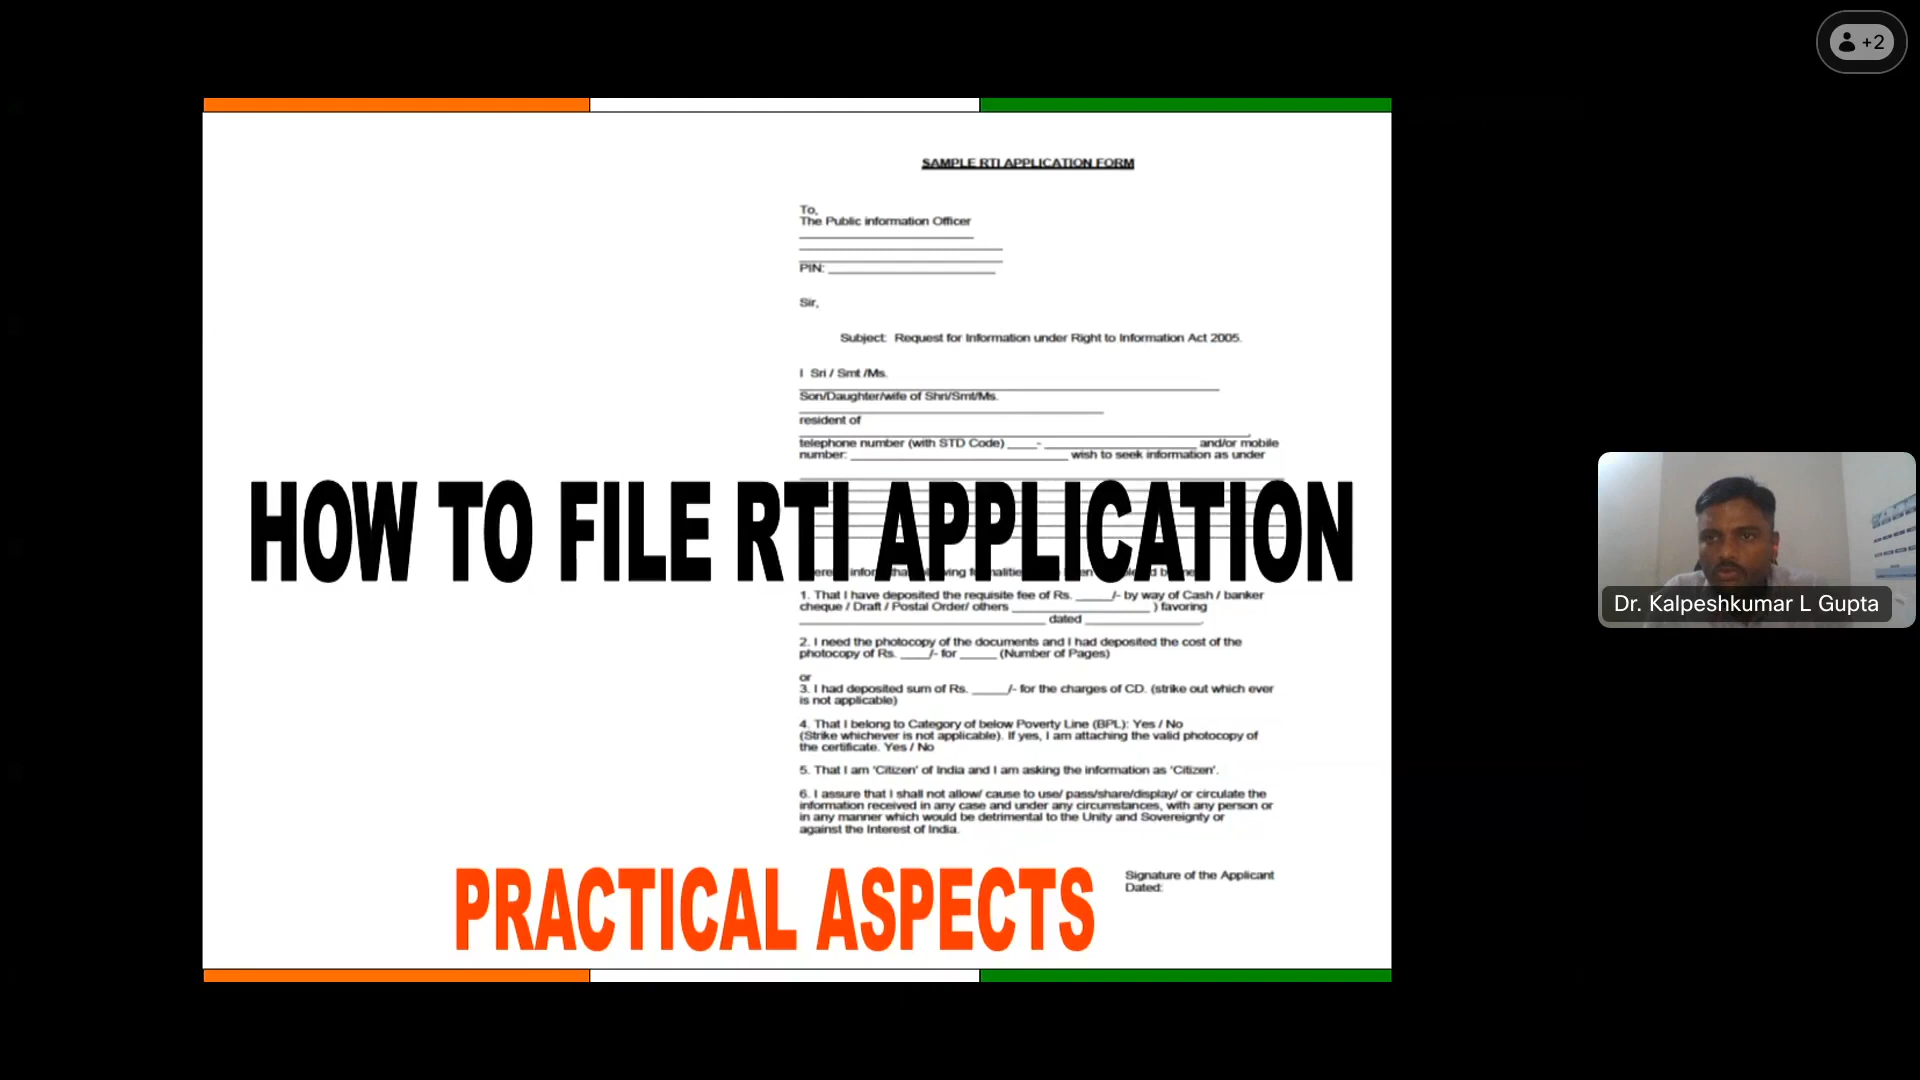 +2
SAMPLE RTI APPLICATION FORM
To,
The Public information Officer
PIN:
Sir,
Subject: Request for Information under Right to Information Act 2005.
I Sri / Smt /Ms.
Son/Daughter/wife of Shri/Smt/Ms.
resident of
telephone number (with STD Code) ____-____ and/or mobile
number: ____ wish to seek information as under
HOW TO FILE RTI APPLICATION
1. That I have deposited the requisite fee of Rs. ____/- by way of Cash / banker
cheque / Draft / Postal Order/ others ____ ) favoring
____ dated ____.
2. I need the photocopy of the documents and I had deposited the cost of the
photocopy of Rs. ____/- for ____ (Number of Pages)
or
3. I had deposited sum of Rs. ____/- for the charges of CD. (strike out which ever
is not applicable)
4. That I belong to Category of below Poverty Line (BPL): Yes / No
(Strike whichever is not applicable). If yes, I am attaching the valid photocopy of
the certificate. Yes / No
5. That I am 'Citizen' of India and I am asking the information as 'Citizen'.
6. I assure that I shall not allow/ cause to use/ pass/share/display/ or circulate the
information received in any case and under any circumstances, with any person or
in any manner which would be detrimental to the Unity and Sovereignty or
against the Interest of India.
Signature of the Applicant
Dated:
PRACTICAL ASPECTS
Dr. Kalpeshkumar L Gupta